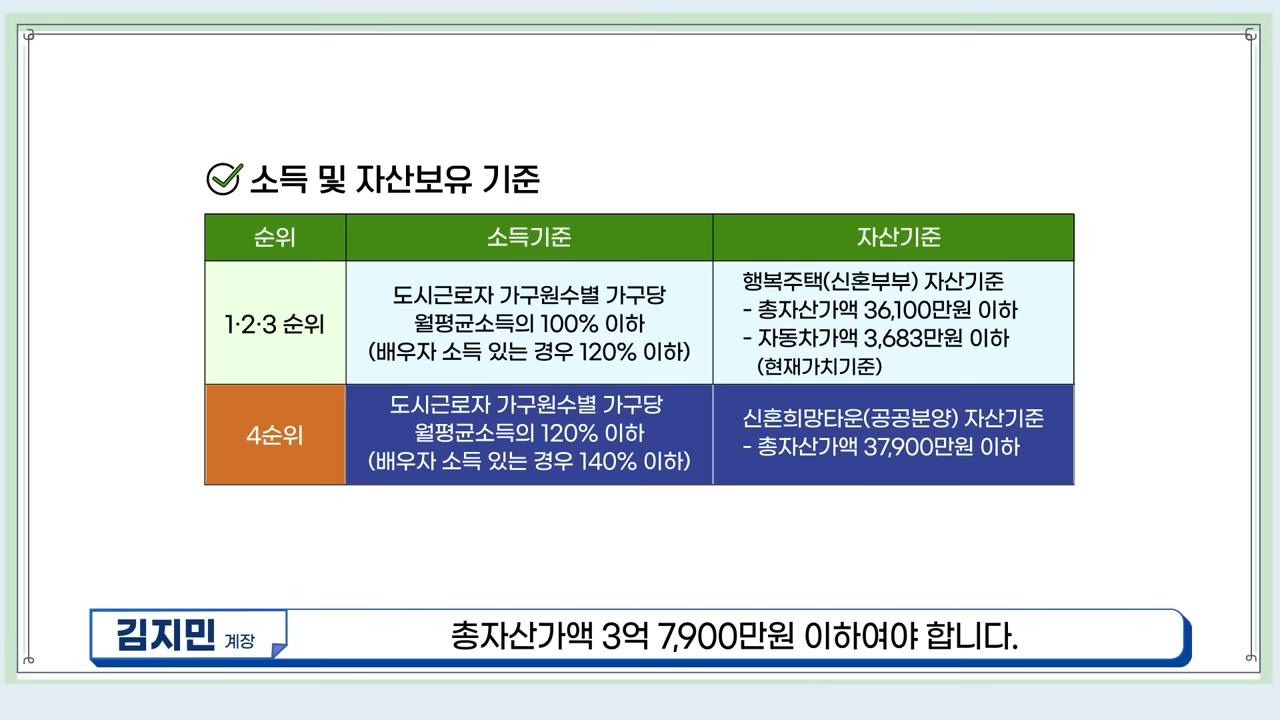 소득 및 자산보유 기준
순위
소득기준
자산기준
1·2·3 순위
도시근로자 가구원수별 가구당
월평균소득의 100% 이하
(배우자 소득 있는 경우 120% 이하)
행복주택(신혼부부) 자산기준
- 총자산가액 36,100만원 이하
- 자동차가액 3,683만원 이하
(현재가치기준)
4순위
도시근로자 가구원수별 가구당
월평균소득의 120% 이하
(배우자 소득 있는 경우 140% 이하)
신혼희망타운(공공분양) 자산기준
- 총자산가액 37,900만원 이하
김지민 계장
총자산가액 3억 7,900만원 이하여야 합니다.